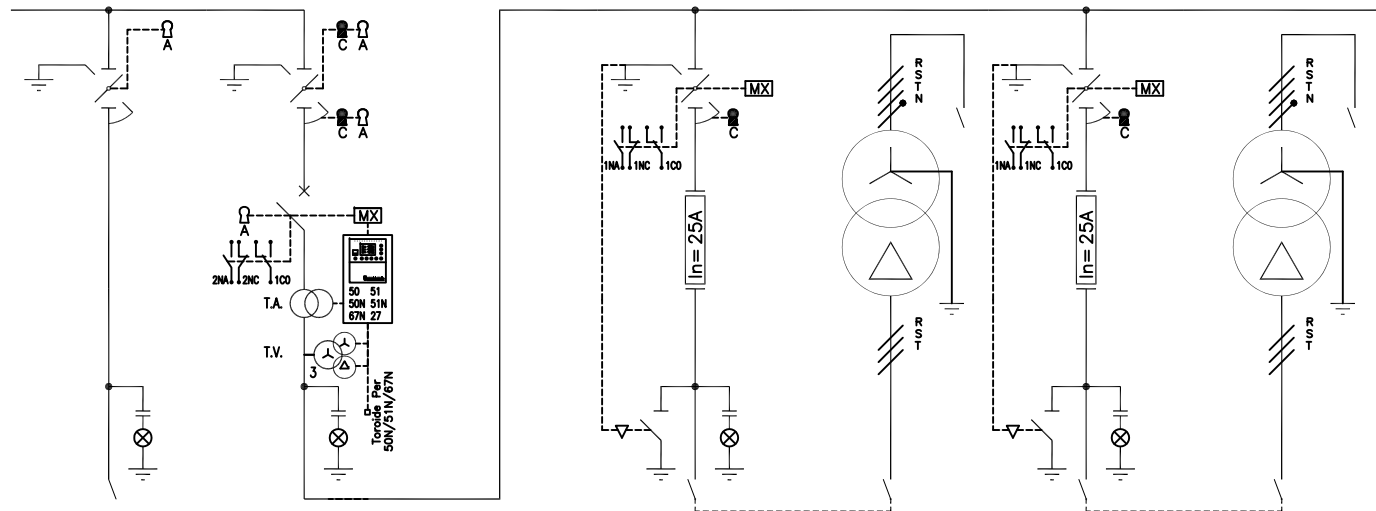 A
C A
C A
A
MX
2NA 2NC 1CO
50 51
50N 51N
67N 27
T.A.
T.V.
3
Toroide Per
50N/51N/67N
MX
C
1NA 1NC 1CO
In= 25A
R
S
T
N
R
S
T
MX
C
1NA 1NC 1CO
In= 25A
R
S
T
N
R
S
T